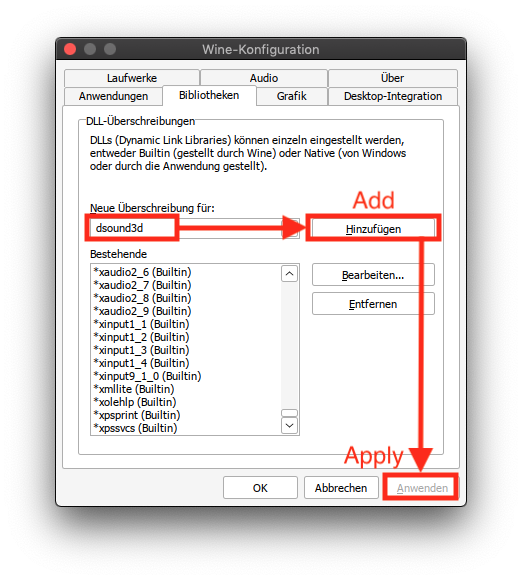 Wine-Konfiguration
Laufwerke
Audio
Über
Anwendungen
Bibliotheken
Grafik
Desktop-Integration
DLL-Überschreibungen
DLLs (Dynamic Link Libraries) können einzeln eingestellt werden,
entweder Builtin (gestellt durch Wine) oder Native (von Windows
oder durch die Anwendung gestellt).
Add
Neue Überschreibung für:
dsound3d
Hinzufügen
Bestehende
*xaudio2_6 (Builtin)
*xaudio2_7 (Builtin)
*xaudio2_8 (Builtin)
*xaudio2_9 (Builtin)
*xinput1_1 (Builtin)
*xinput1_2 (Builtin)
*xinput1_3 (Builtin)
*xinput1_4 (Builtin)
*xinput9_1_0 (Builtin)
*xmllite (Builtin)
*xolehlp (Builtin)
*xpsprint (Builtin)
*xpssvcs (Builtin)
Bearbeiten...
Entfernen
Apply
OK
Abbrechen
Anwenden